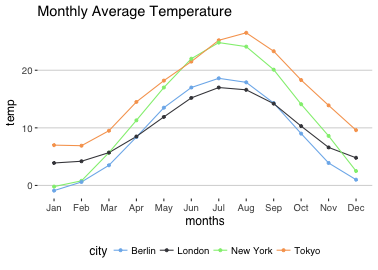 Monthly Average Temperature
temp
20
10
0
Jan Feb Mar Apr May Jun Jul Aug Sep Oct Nov Dec
months
city Berlin London New York Tokyo